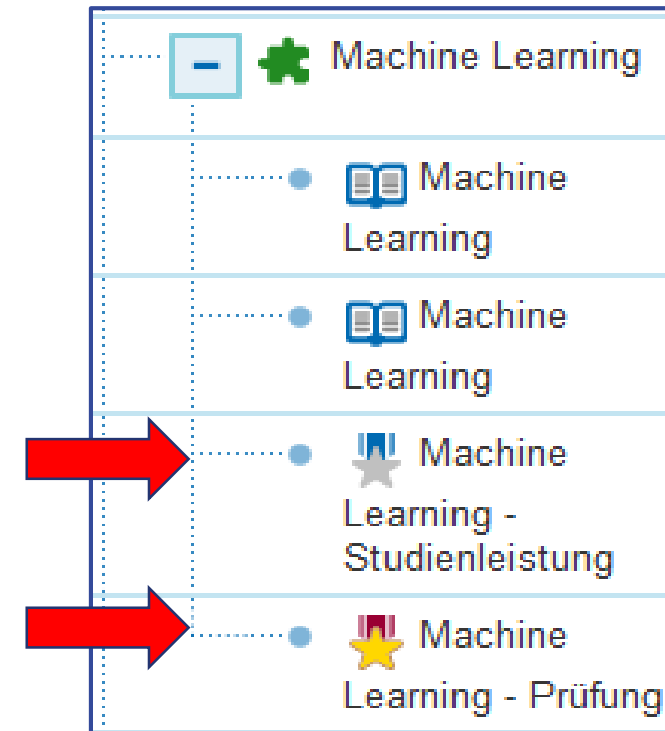 Machine Learning
Machine
Learning
Machine
Learning
Machine
Learning -
Studienleistung
Machine
Learning - Prüfung